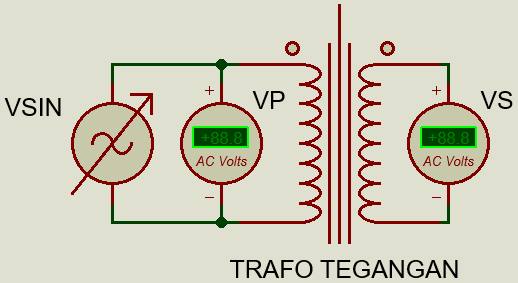 VSIN
+
+88.8
AC Volts
−
VP
+
+88.8
AC Volts
−
VS
TRAFO TEGANGAN